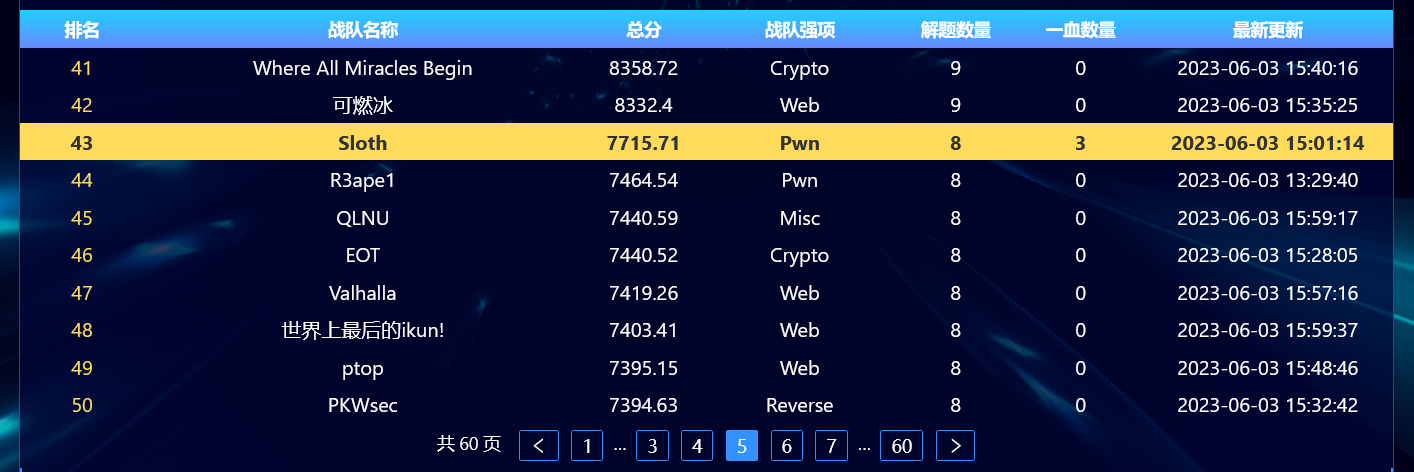 排名 战队名称 总分 战队强项 解题数量 一血数量 最新更新
41 Where All Miracles Begin 8358.72 Crypto 9 0 2023-06-03 15:40:16
42 可燃冰 8332.4 Web 9 0 2023-06-03 15:35:25
43 Sloth 7715.71 Pwn 8 3 2023-06-03 15:01:14
44 R3ape1 7464.54 Pwn 8 0 2023-06-03 13:29:40
45 QLNU 7440.59 Misc 8 0 2023-06-03 15:59:17
46 EOT 7440.52 Crypto 8 0 2023-06-03 15:28:05
47 Valhalla 7419.26 Web 8 0 2023-06-03 15:57:16
48 世界上最后的ikun! 7403.41 Web 8 0 2023-06-03 15:59:37
49 ptop 7395.15 Web 8 0 2023-06-03 15:48:46
50 PKWsec 7394.63 Reverse 8 0 2023-06-03 15:32:42
共 60 页 < 1 ... 3 4 5 6 7 ... 60 >